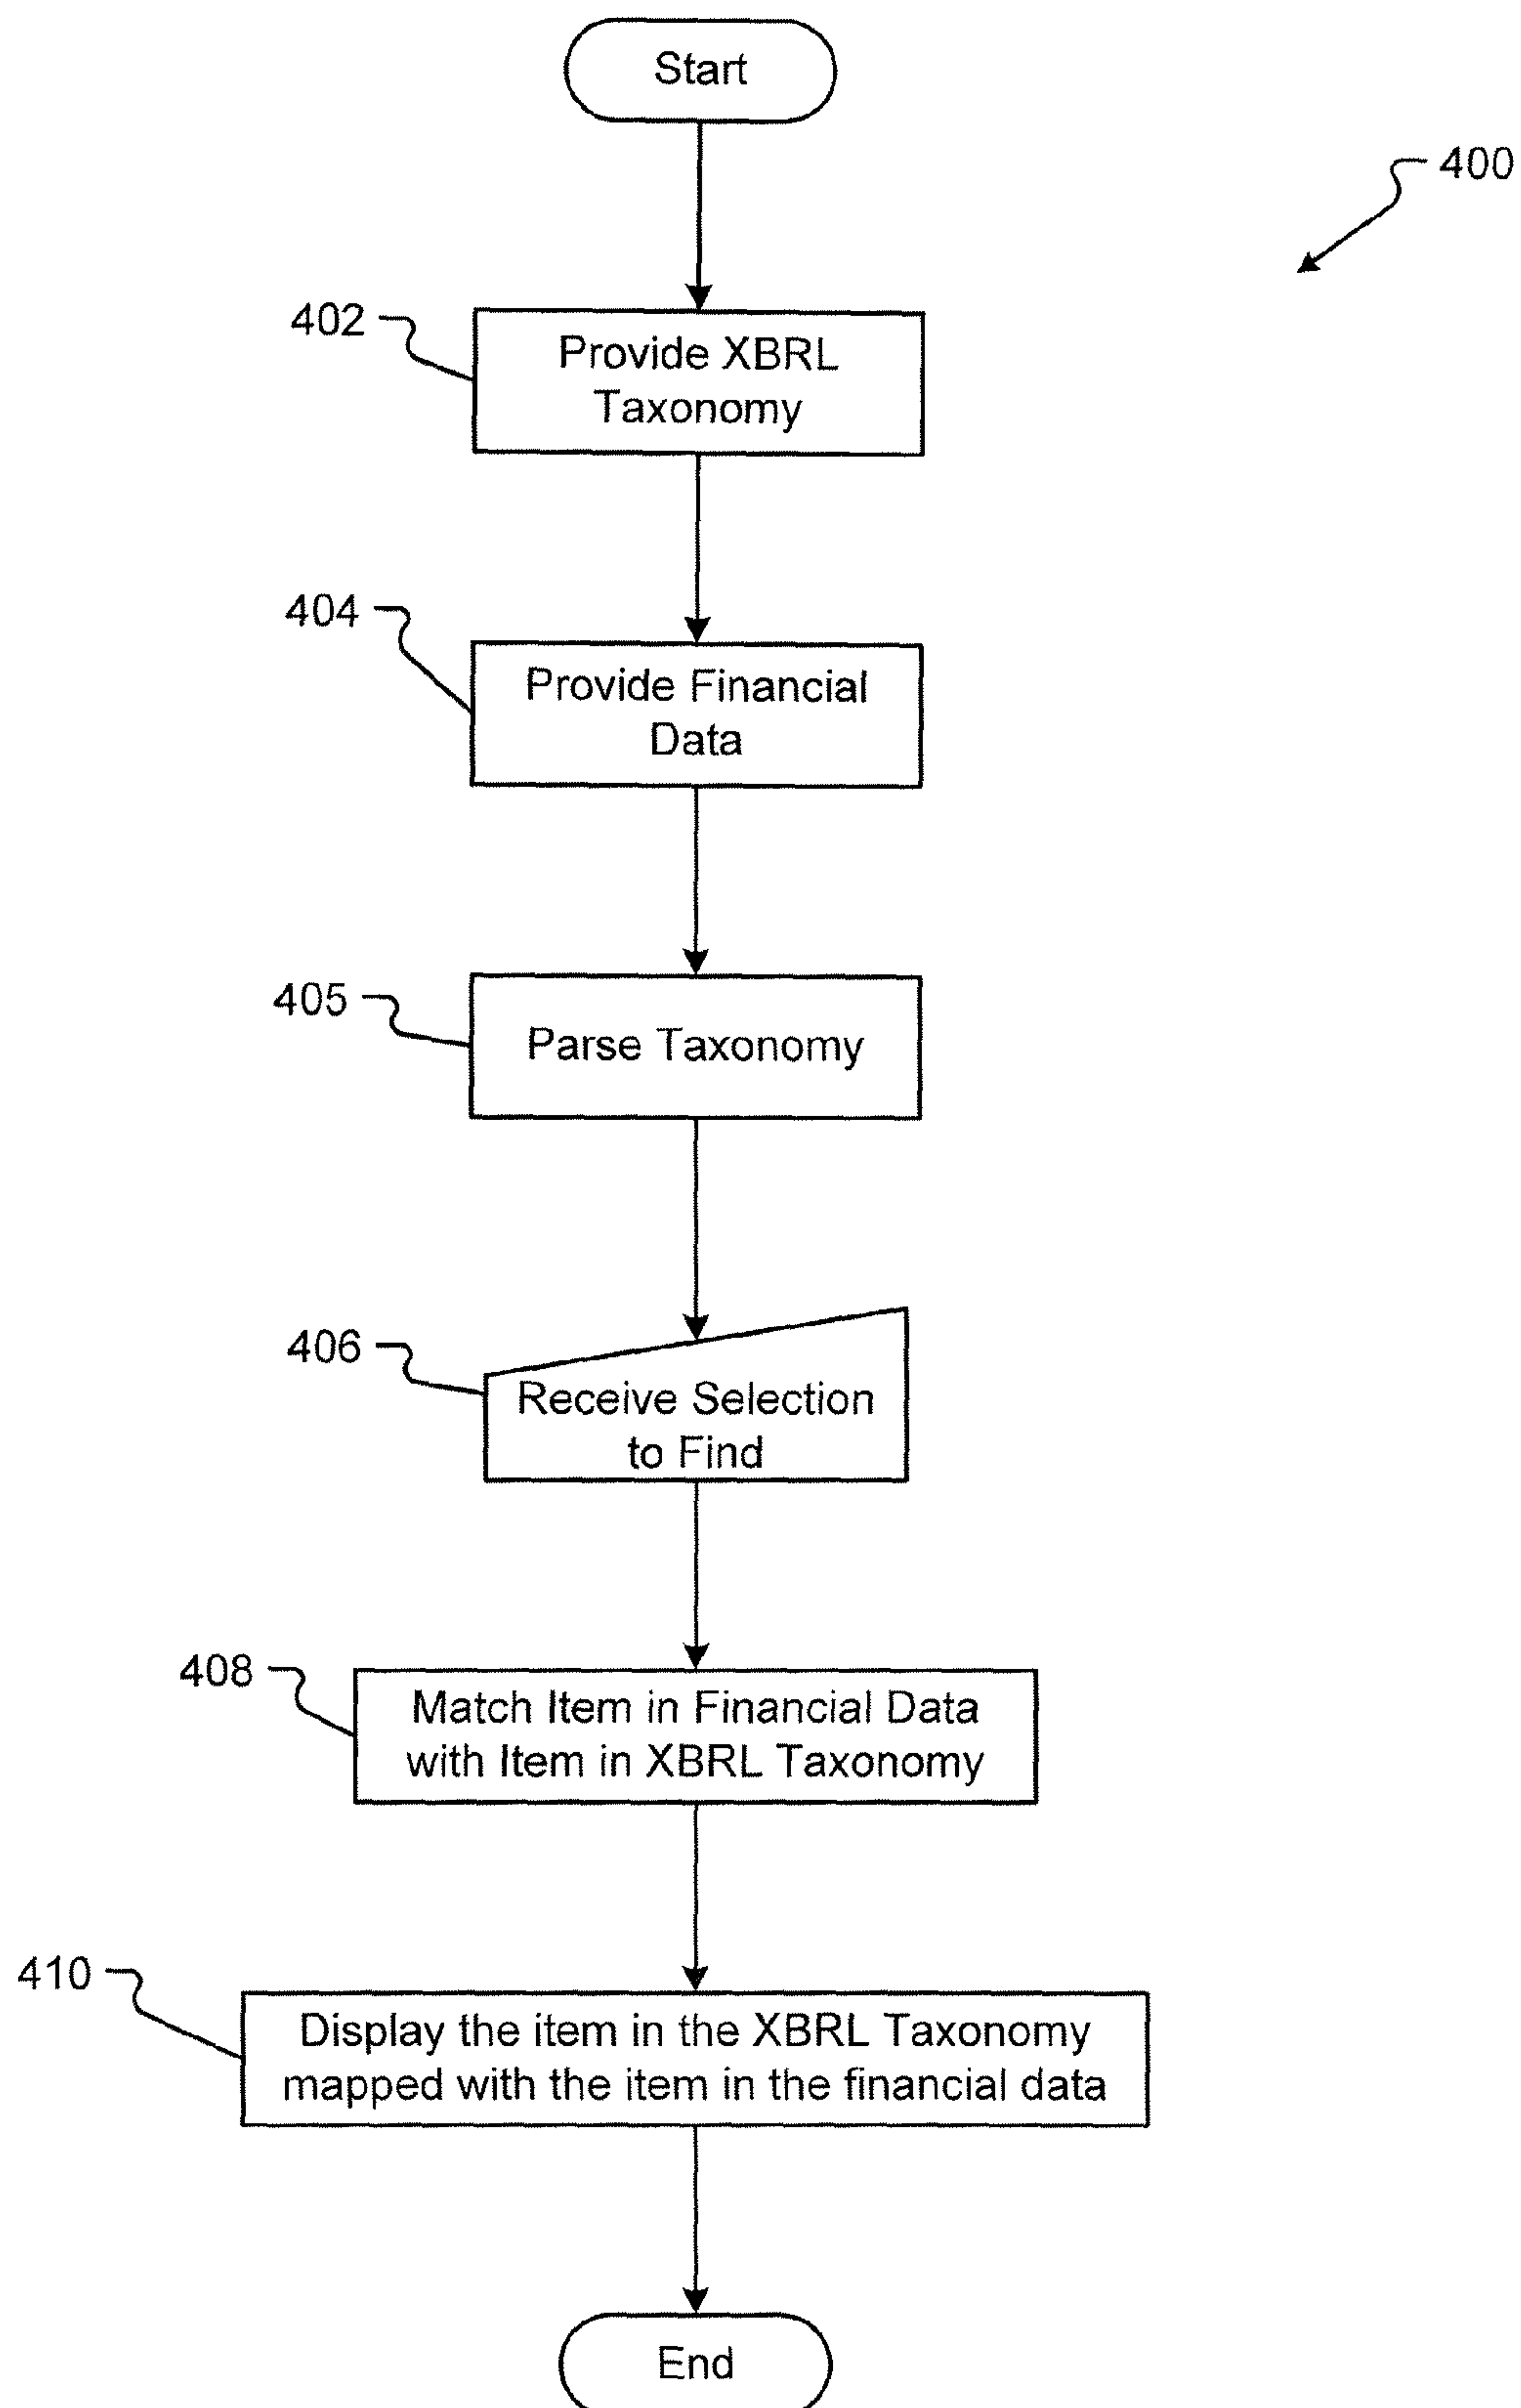 Start
400
402
Provide XBRL
Taxonomy
404
Provide Financial
Data
405
Parse Taxonomy
406
Receive Selection
to Find
408
Match Item in Financial Data
with Item in XBRL Taxonomy
410
Display the item in the XBRL Taxonomy
mapped with the item in the financial data
End